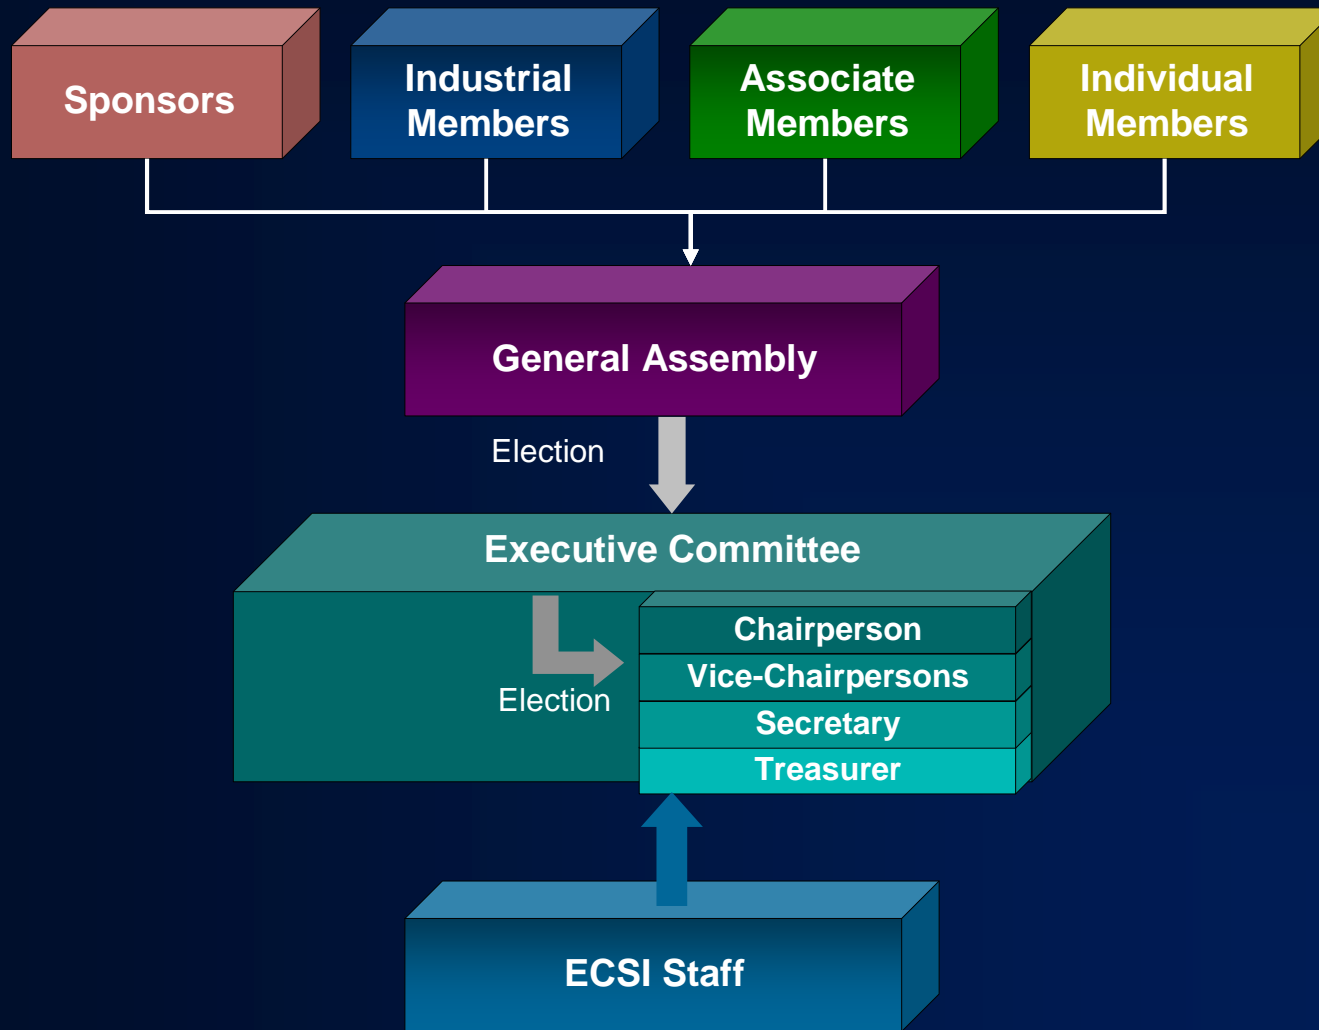 Sponsors
Industrial
Members
Associate
Members
Individual
Members
General Assembly
Election
Executive Committee
Chairperson
Vice-Chairpersons
Election
Secretary
Treasurer
ECSI Staff